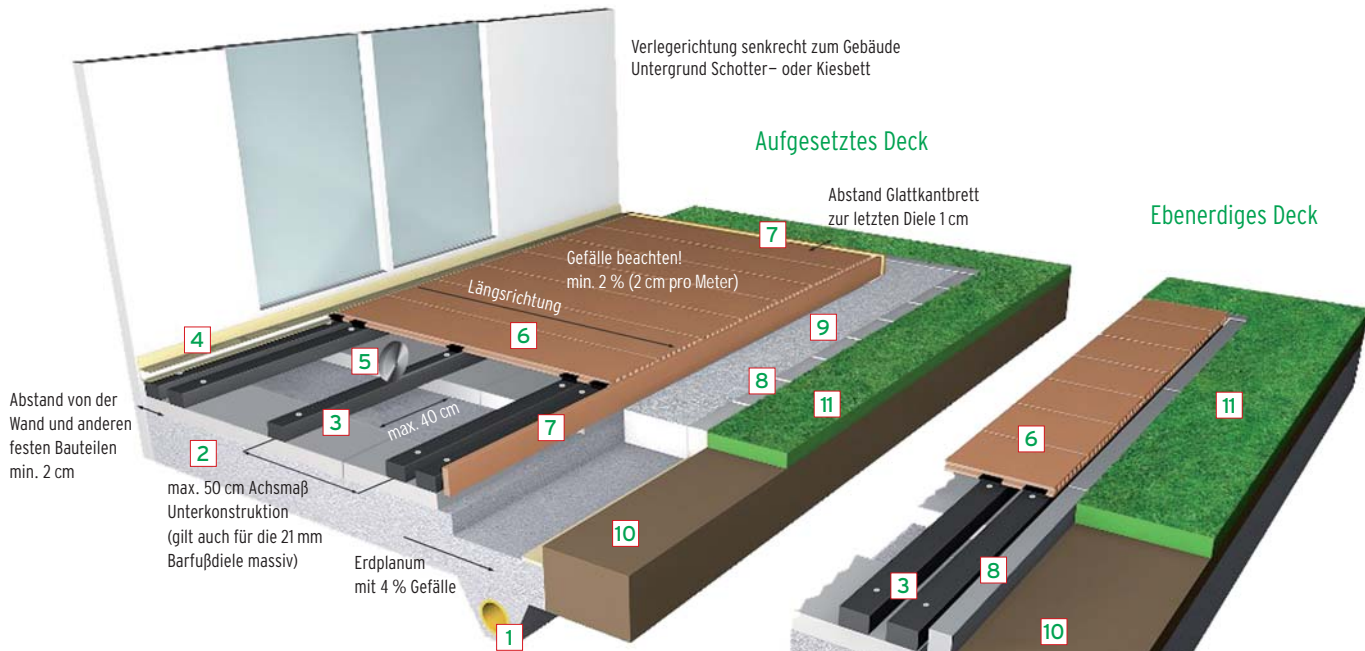 Verlegerichtung senkrecht zum Gebäude
Untergrund Schotter– oder Kiesbett
Aufgesetztes Deck
Abstand Glattkantbrett
zur letzten Diele 1 cm
Ebenerdiges Deck
7
Gefälle beachten!
min. 2 % (2 cm pro Meter)
Längsrichtung
4
5
6
9
8
11
3
max. 40 cm
7
Abstand von der
Wand und anderen
festen Bauteilen
min. 2 cm
2
max. 50 cm Achsmaß
Unterkonstruktion
(gilt auch für die 21 mm
Barfußdiele massiv)
Erdplanum
mit 4 % Gefälle
10
1
6
11
3
8
10